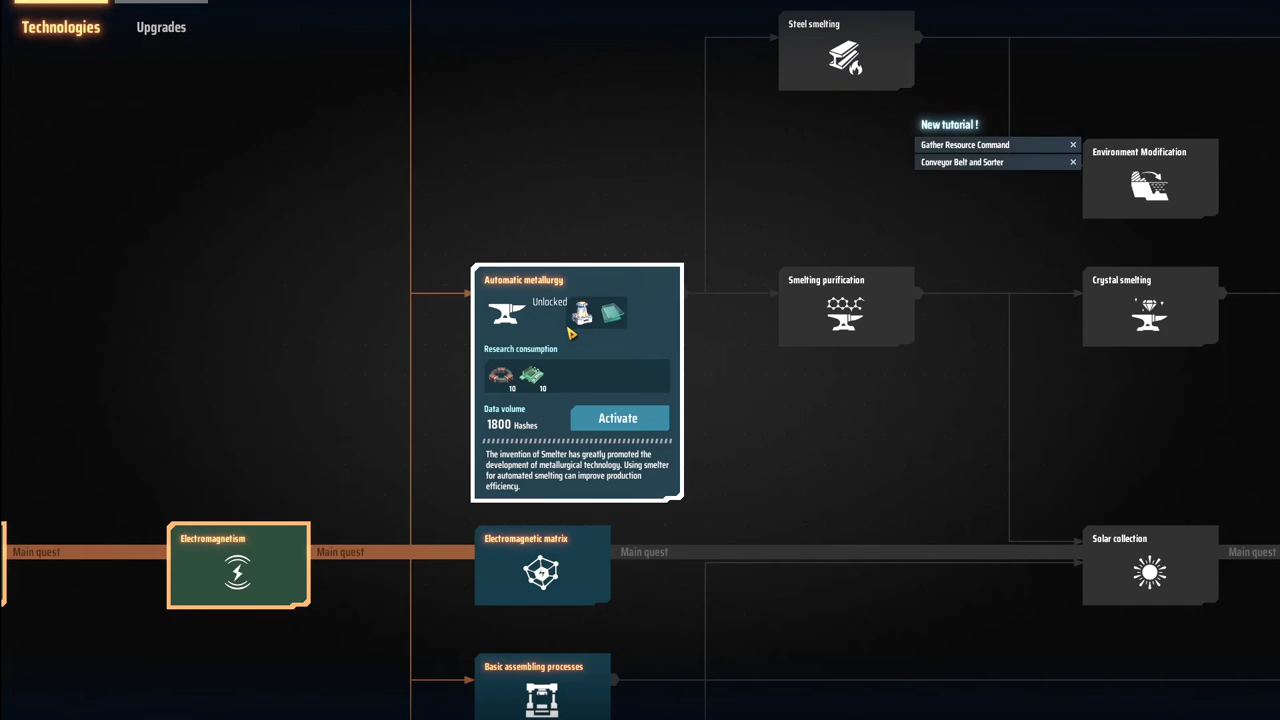 Technologies
Upgrades
Steel smelting
New tutorial !
Gather Resource Command
Conveyor Belt and Sorter
Environment Modification
Automatic metallurgy
Unlocked
Research consumption
10
10
Data volume
1800 Hashes
Activate
The invention of Smelter has greatly promoted the
development of metallurgical technology. Using smelter
for automated smelting can improve production
efficiency.
Smelting purification
Crystal smelting
Main quest
Electromagnetism
Main quest
Electromagnetic matrix
Main quest
Solar collection
Main quest
Basic assembling processes